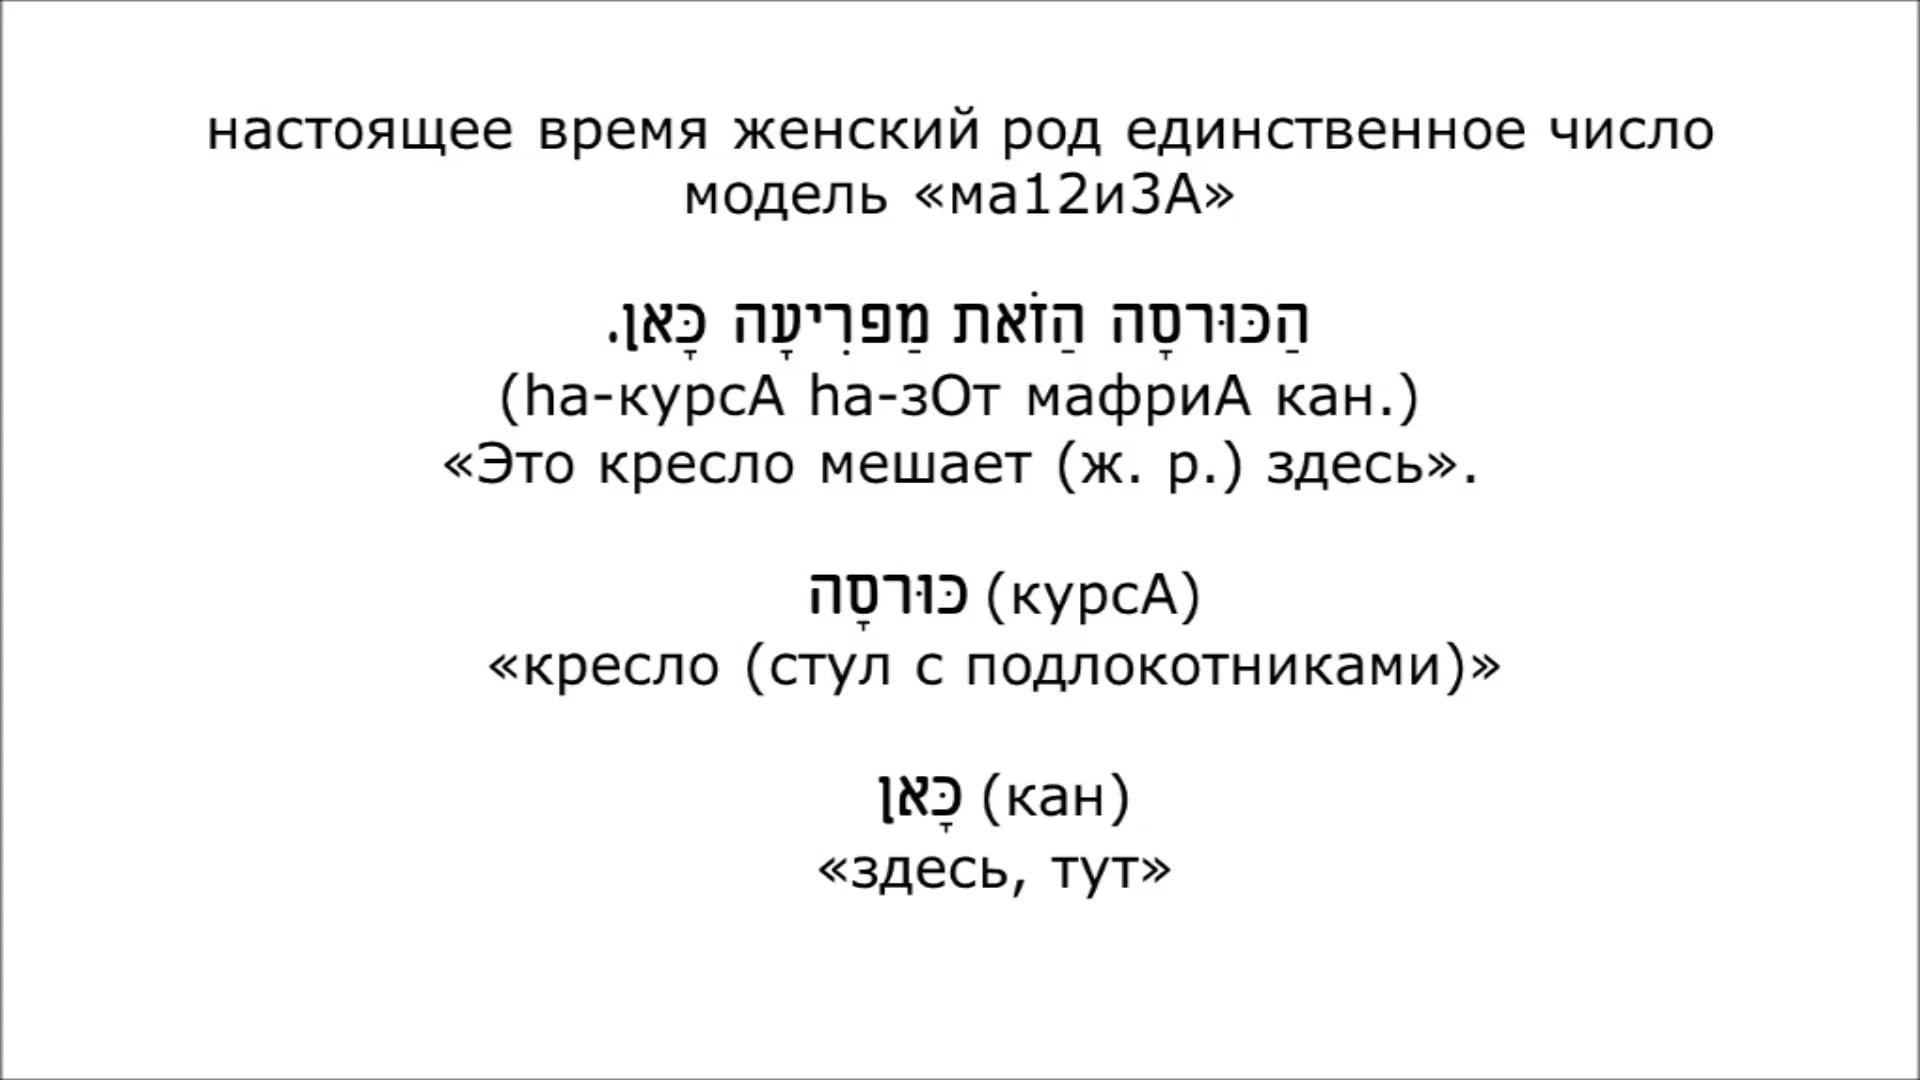 настоящее время женский род единственное число
модель «ма12и3А»
הַכּוּרסָה הַזֹאת מַפרִיעָה כָּאן.
(hа-курсА hа-зОт мафриА кан.)
«Это кресло мешает (ж. р.) здесь».
כּוּרסָה (курсА)
«кресло (стул с подлокотниками)»
כָּאן (кан)
«здесь, тут»